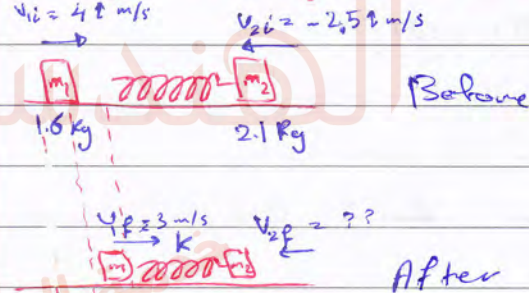 v₁ᵢ = 4 î m/s v₂ᵢ = -2.5 î m/s
m₁ m₂ Before
1.6 kg 2.1 kg
v₁f = 3 m/s v₂f = ??
k
m₁ m₂ After
الهندس